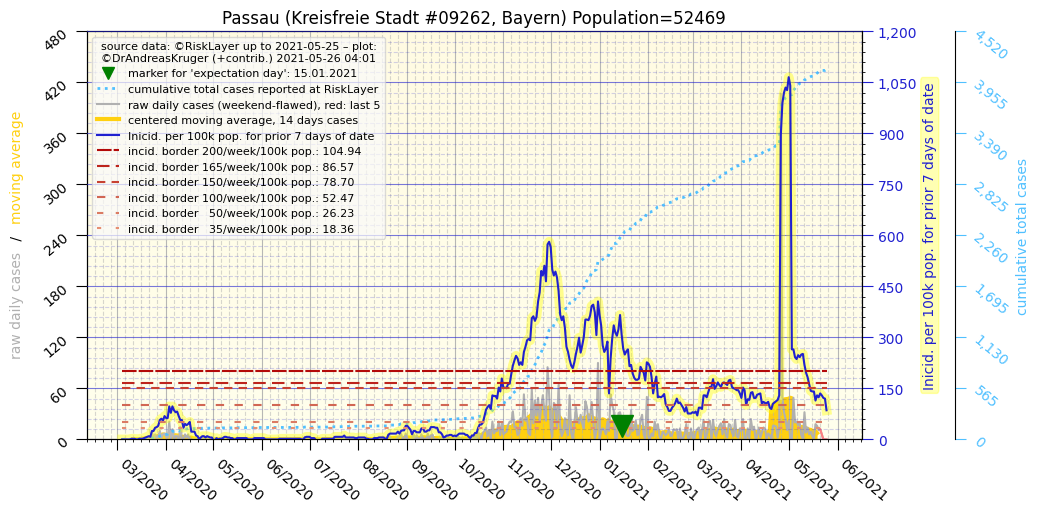 Passau (Kreisfreie Stadt #09262, Bayern) Population=52469
source data: ©RiskLayer up to 2021-05-25 – plot:
©DrAndreasKruger (+contrib.) 2021-05-26 04:01
marker for 'expectation day': 15.01.2021
cumulative total cases reported at RiskLayer
raw daily cases (weekend-flawed), red: last 5
centered moving average, 14 days cases
Inicid. per 100k pop. for prior 7 days of date
incid. border 200/week/100k pop.: 104.94
incid. border 165/week/100k pop.: 86.57
incid. border 150/week/100k pop.: 78.70
incid. border 100/week/100k pop.: 52.47
incid. border   50/week/100k pop.: 26.23
incid. border   35/week/100k pop.: 18.36
raw daily cases / moving average
480
420
360
300
240
180
120
60
0
03/2020
04/2020
05/2020
06/2020
07/2020
08/2020
09/2020
10/2020
11/2020
12/2020
01/2021
02/2021
03/2021
04/2021
05/2021
06/2021
1,200
1,050
900
750
600
450
300
150
0
Inicid. per 100k pop. for prior 7 days of date
4,520
3,955
3,390
2,825
2,260
1,695
1,130
565
0
cumulative total cases